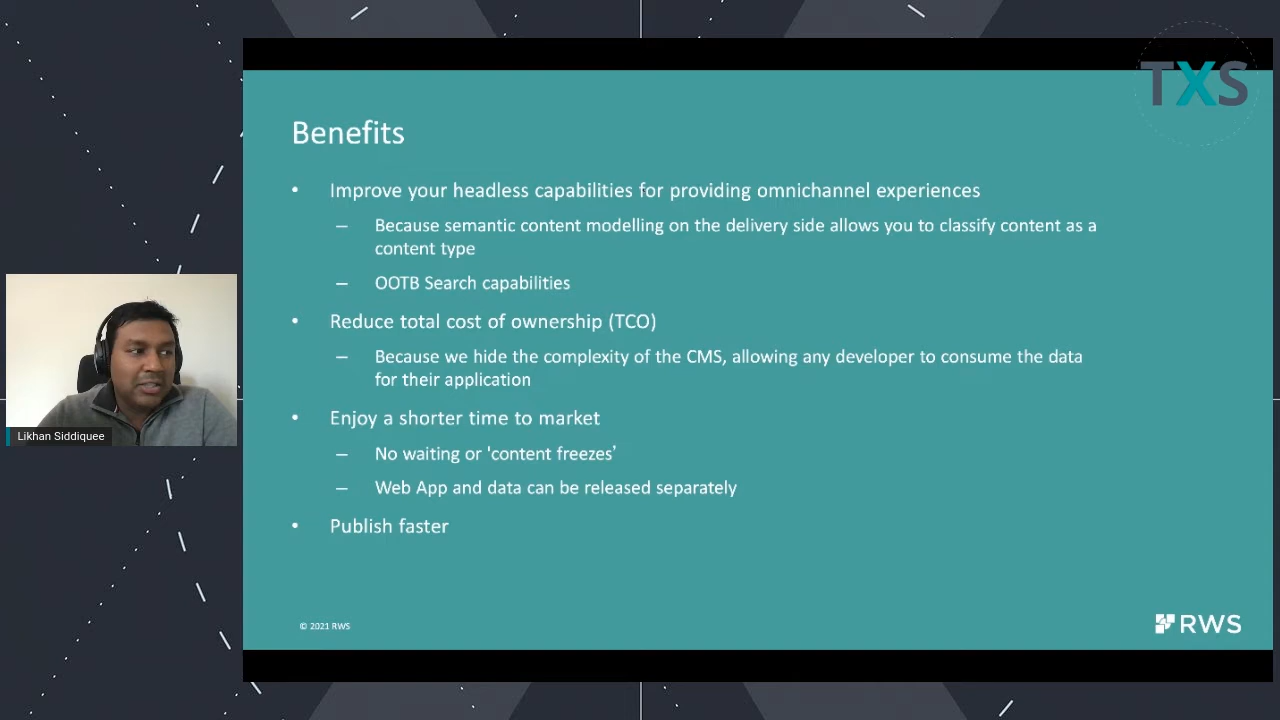 TXS
Benefits
• Improve your headless capabilities for providing omnichannel experiences
– Because semantic content modelling on the delivery side allows you to classify content as a
content type
– OOTB Search capabilities
• Reduce total cost of ownership (TCO)
– Because we hide the complexity of the CMS, allowing any developer to consume the data
for their application
• Enjoy a shorter time to market
– No waiting or 'content freezes’
– Web App and data can be released separately
• Publish faster
Likhan Siddiquee
© 2021 RWS
RWS